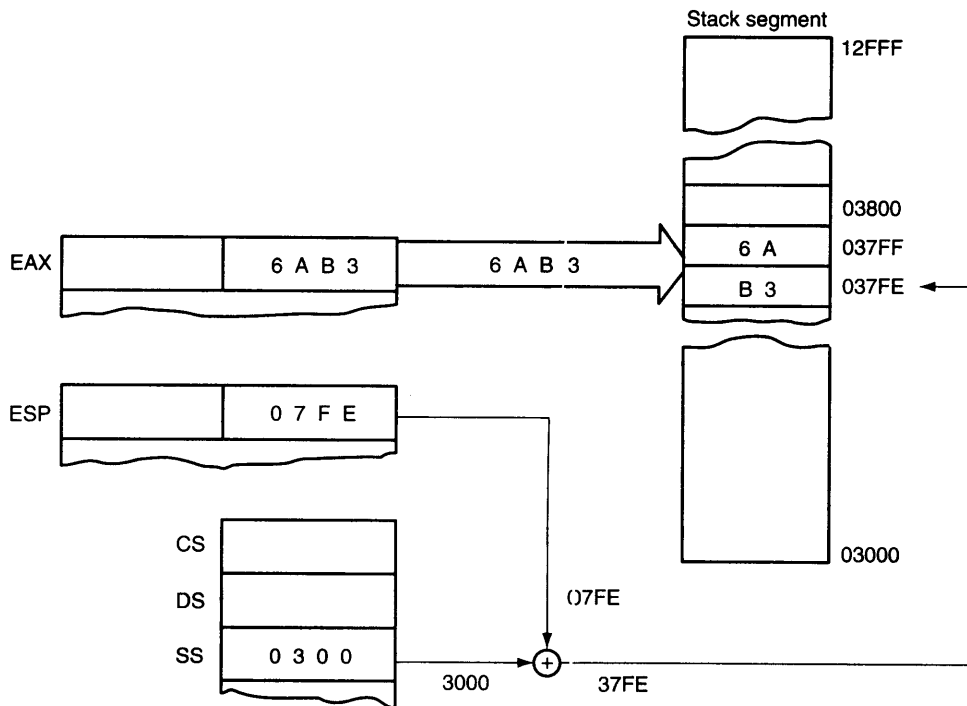 Stack segment
12FFF
03800
EAX
6 A B 3
6 A B 3
6 A
037FF
B 3
037FE
ESP
0 7 F E
CS
DS
07FE
03000
SS
0 3 0 0
3000
+
37FE